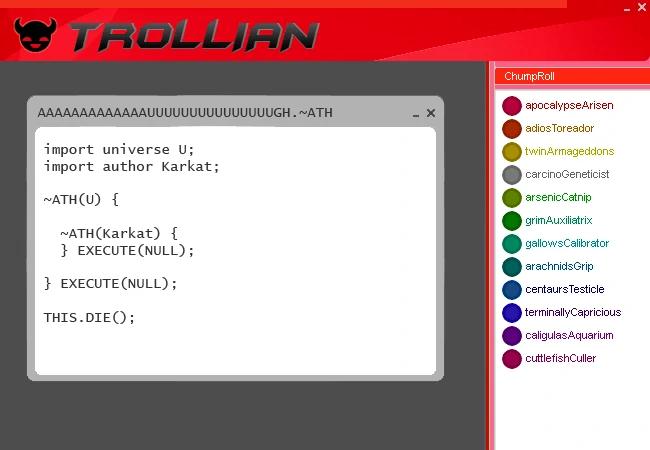 TROLLIAN
AAAAAAAAAAAAAUUUUUUUUUUUUUUUGH.~ATH
import universe U;
import author Karkat;
~ATH(U) {
~ATH(Karkat) {
} EXECUTE(NULL);
} EXECUTE(NULL);
THIS.DIE();
ChumpRoll
apocalypseArisen
adiosToreador
twinArmageddons
carcinoGeneticist
arsenicCatnip
grimAuxiliatrix
gallowsCalibrator
arachnidsGrip
centaursTesticle
terminallyCapricious
caligulasAquarium
cuttlefishCuller